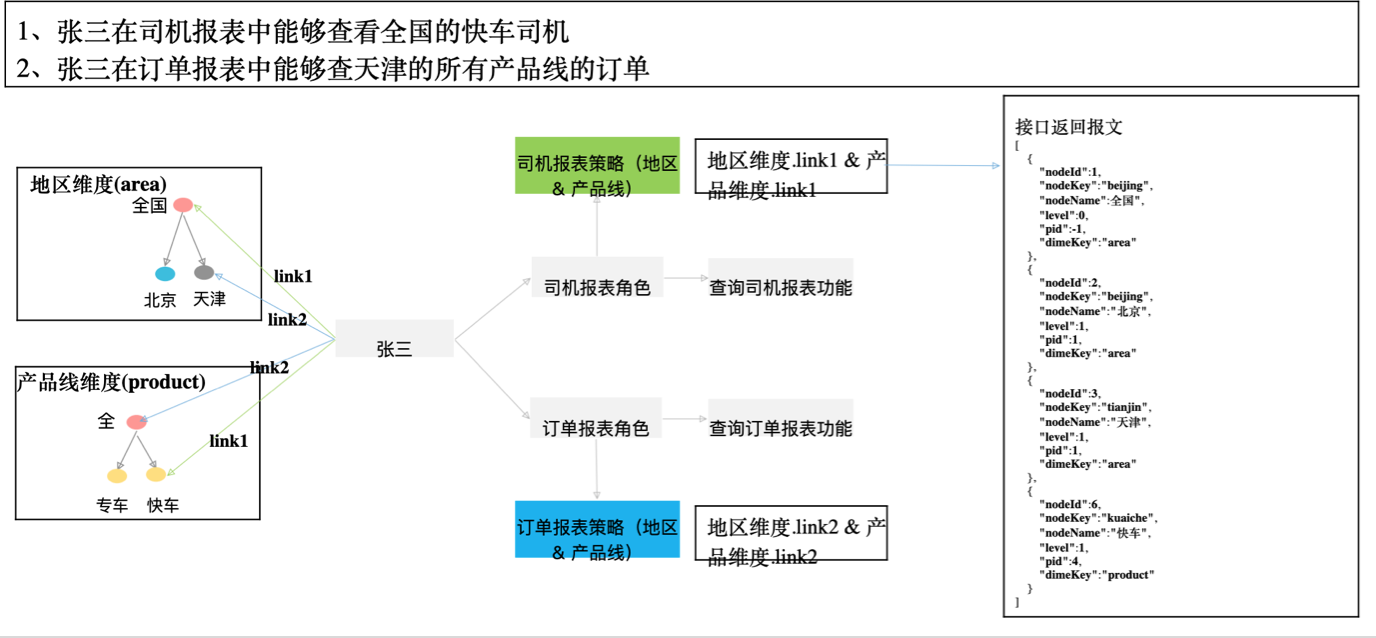 1、张三在司机报表中能够查看全国的快车司机
2、张三在订单报表中能够查天津的所有产品线的订单
地区维度(area)
全国
北京
天津
link1
link2
产品线维度(product)
全
专车
快车
link2
link1
张三
司机报表策略（地区
& 产品线）
地区维度.link1 & 产
品维度.link1
司机报表角色
查询司机报表功能
订单报表角色
查询订单报表功能
订单报表策略（地区
& 产品线）
地区维度.link2 & 产
品维度.link2
接口返回报文
[
{
"nodeId":1,
"nodeKey":"beijing",
"nodeName":全国",
"level":0,
"pid":-1,
"dimeKey":"area"
},
{
"nodeId":2,
"nodeKey":"beijing",
"nodeName":"北京",
"level":1,
"pid":1,
"dimeKey":"area"
},
{
"nodeId":3,
"nodeKey":"tianjin",
"nodeName":"天津",
"level":1,
"pid":1,
"dimeKey":"area"
},
{
"nodeId":6,
"nodeKey":"kuaiche",
"nodeName":"快车",
"level":1,
"pid":4,
"dimeKey":"product"
}
]